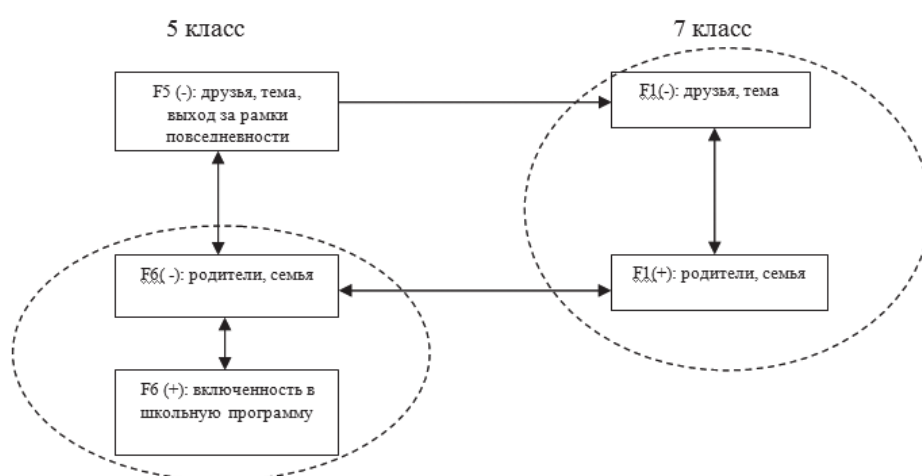 5 класс
7 класс
F5 (-): друзья, тема,
выход за рамки
повседневности
F1(-): друзья, тема
F6( -): родители, семья
F1(+): родители, семья
F6 (+): включенность в
школьную программу